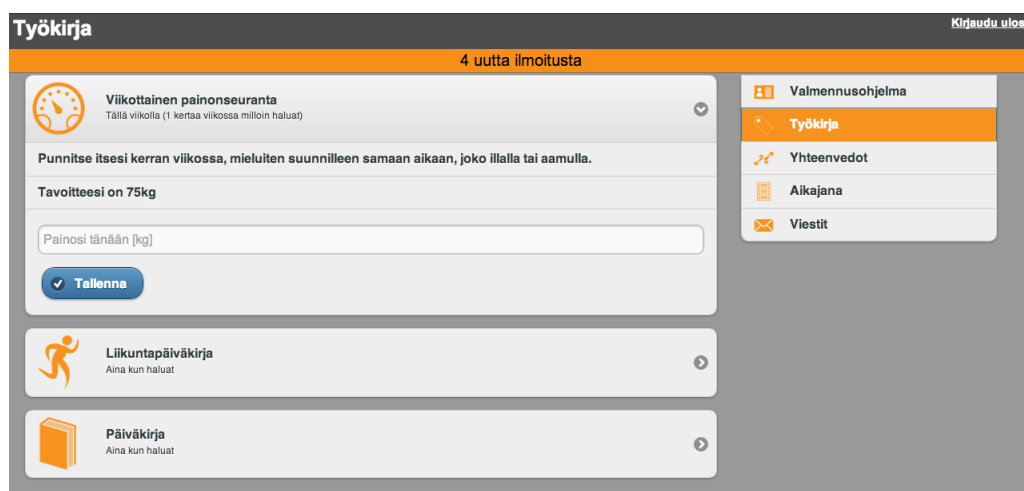 Työkirja
Kirjaudu ulos
4 uutta ilmoitusta
Viikottainen painonseuranta
Tällä viikolla (1 kertaa viikossa milloin haluat)
Punnitse itsesi kerran viikossa, mieluiten suunnilleen samaan aikaan, joko illalla tai aamulla.
Tavoitteesi on 75kg
Painosi tänään [kg]
Tallenna
Liikuntapäiväkirja
Aina kun haluat
Päiväkirja
Aina kun haluat
Valmennusohjelma
Työkirja
Yhteenvedot
Aikajana
Viestit